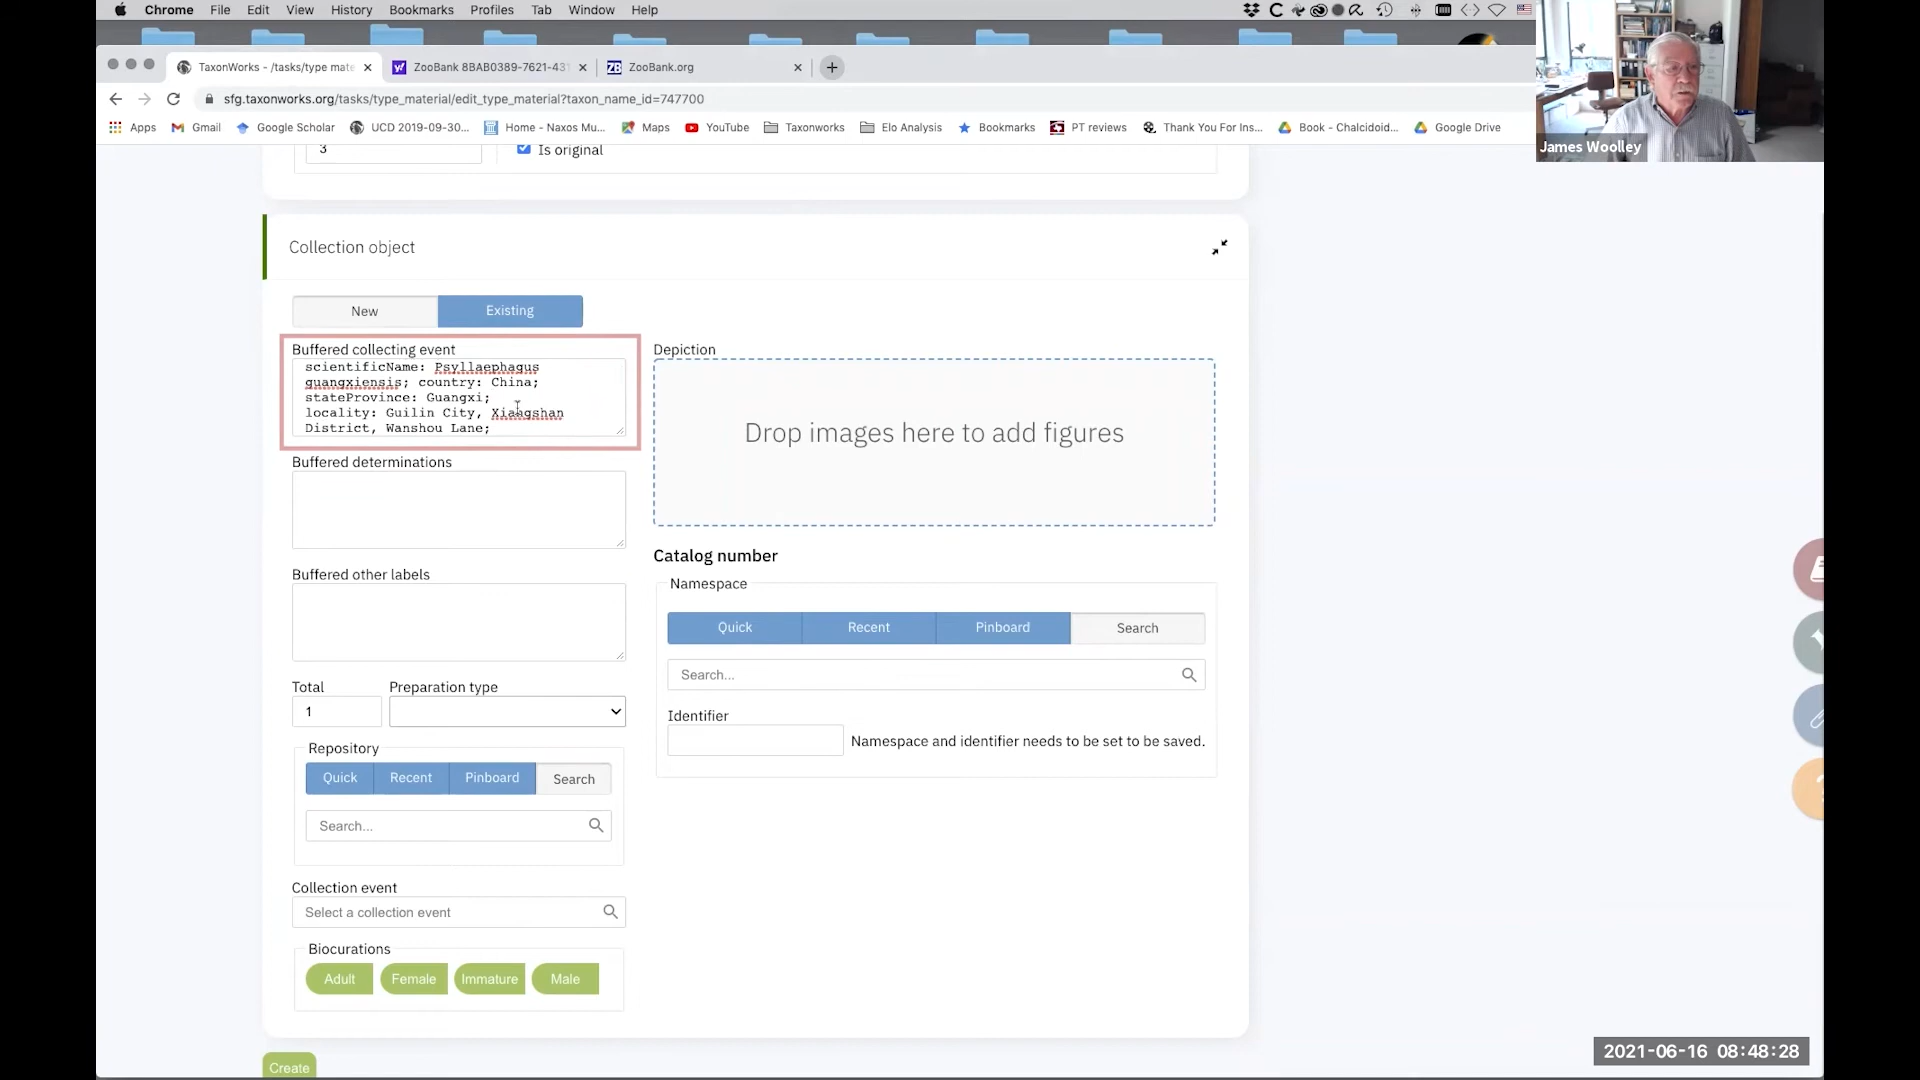 Chrome File Edit View History Bookmarks Profiles Tab Window Help
TaxonWorks - /tasks/type mate
ZooBank 8BAB0389-7621-431
ZooBank.org
sfg.taxonworks.org/tasks/type_material/edit_type_material?taxon_name_id=747700
Apps Gmail Google Scholar UCD 2019-09-30... Home - Naxos Mu... Maps YouTube Taxonworks Elo Analysis Bookmarks PT reviews Thank You For Ins... Book - Chalcidoid... Google Drive
James Woolley
3 Is original
Collection object
New Existing
Buffered collecting event
scientificName: Psyllaephagus
guangxiensis; country: China;
stateProvince: Guangxi;
locality: Guilin City, Xiangshan
District, Wanshou Lane;
Depiction
Drop images here to add figures
Buffered determinations
Buffered other labels
Catalog number
Namespace
Quick Recent Pinboard Search
Search...
Identifier
Namespace and identifier needs to be set to be saved.
Total Preparation type
1
Repository
Quick Recent Pinboard Search
Search...
Collection event
Select a collection event
Biocurations
Adult Female Immature Male
Create
2021-06-16 08:48:28